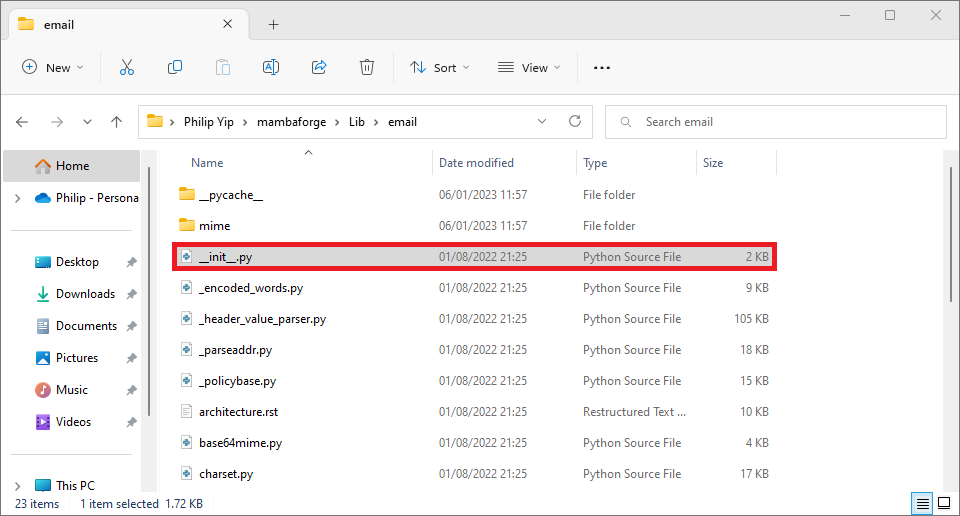 email
New Sort View
Philip Yip mambaforge Lib email Search email
Name Date modified Type Size
Home
Philip - Persona
Desktop
Downloads
Documents
Pictures
Music
Videos
This PC
__pycache__ 06/01/2023 11:57 File folder
mime 06/01/2023 11:57 File folder
__init__.py 01/08/2022 21:25 Python Source File 2 KB
_encoded_words.py 01/08/2022 21:25 Python Source File 9 KB
_header_value_parser.py 01/08/2022 21:25 Python Source File 105 KB
_parseaddr.py 01/08/2022 21:25 Python Source File 18 KB
_policybase.py 01/08/2022 21:25 Python Source File 15 KB
architecture.rst 01/08/2022 21:25 Restructured Text ... 10 KB
base64mime.py 01/08/2022 21:25 Python Source File 4 KB
charset.py 01/08/2022 21:25 Python Source File 17 KB
23 items 1 item selected 1.72 KB